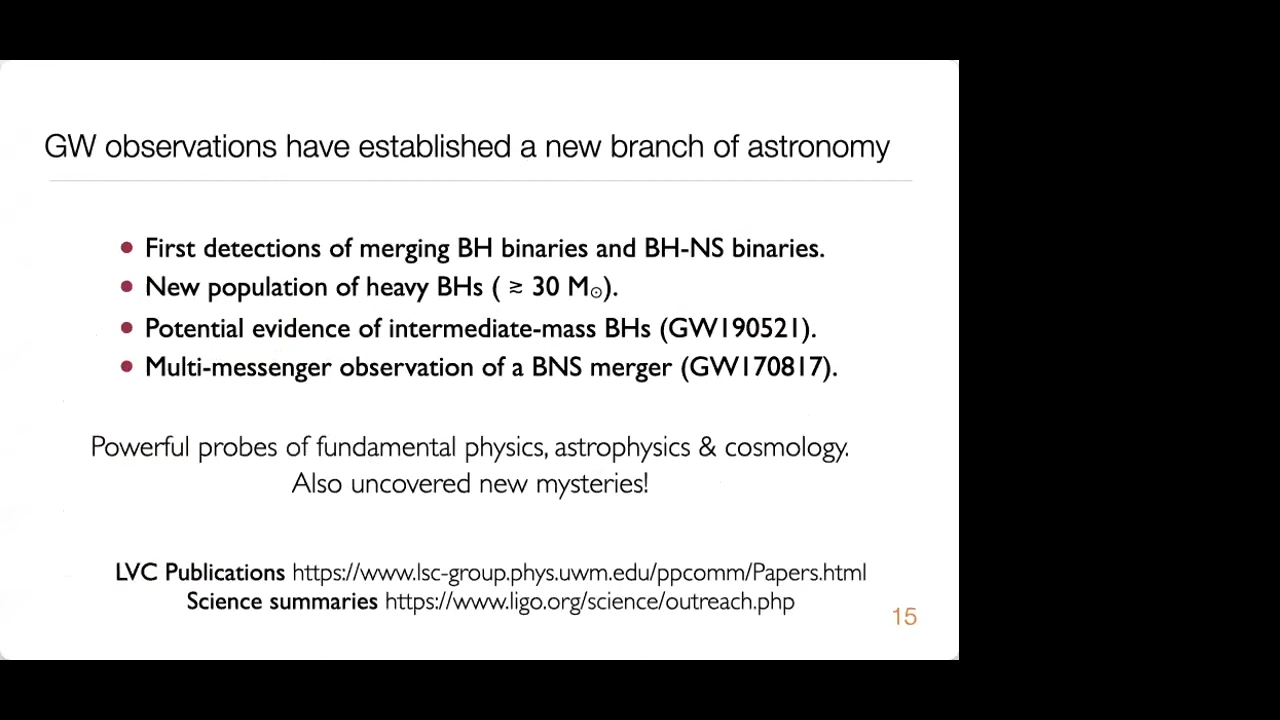 GW observations have established a new branch of astronomy
• First detections of merging BH binaries and BH-NS binaries.
• New population of heavy BHs ( ≳ 30 M⊙).
• Potential evidence of intermediate-mass BHs (GW190521).
• Multi-messenger observation of a BNS merger (GW170817).
Powerful probes of fundamental physics, astrophysics & cosmology.
Also uncovered new mysteries!
LVC Publications https://www.lsc-group.phys.uwm.edu/ppcomm/Papers.html
Science summaries https://www.ligo.org/science/outreach.php
15